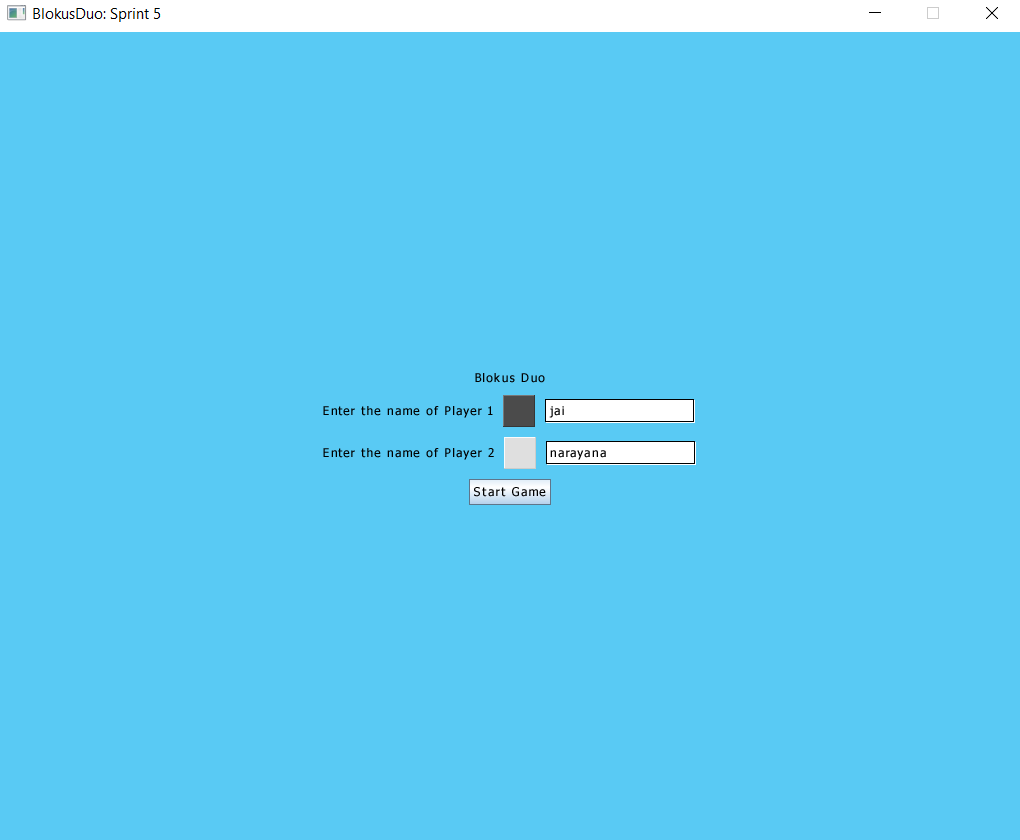 BlokusDuo: Sprint 5
Blokus Duo
Enter the name of Player 1 jai
Enter the name of Player 2 narayana
Start Game